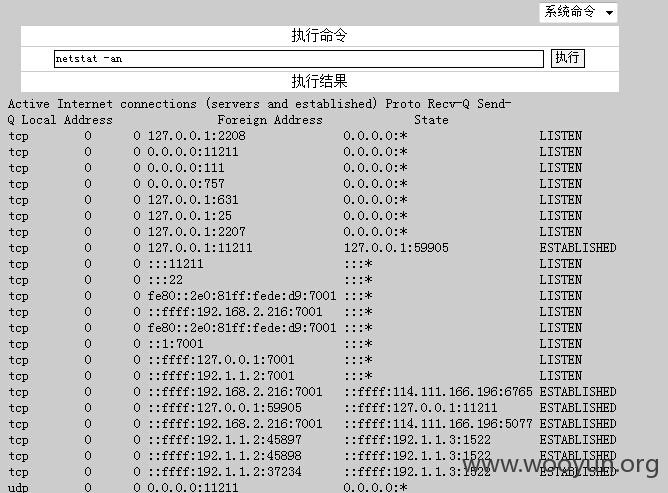 系统命令
执行命令
netstat -an 执行
执行结果
Active Internet connections (servers and established) Proto Recv-Q Send-
Q Local Address Foreign Address State
tcp 0 0 127.0.0.1:2208 0.0.0.0:* LISTEN
tcp 0 0 0.0.0.0:11211 0.0.0.0:* LISTEN
tcp 0 0 0.0.0.0:111 0.0.0.0:* LISTEN
tcp 0 0 0.0.0.0:757 0.0.0.0:* LISTEN
tcp 0 0 127.0.0.1:631 0.0.0.0:* LISTEN
tcp 0 0 127.0.0.1:25 0.0.0.0:* LISTEN
tcp 0 0 127.0.0.1:2207 0.0.0.0:* LISTEN
tcp 0 0 127.0.0.1:11211 127.0.0.1:59905 ESTABLISHED
tcp 0 0 :::11211 :::* LISTEN
tcp 0 0 :::22 :::* LISTEN
tcp 0 0 fe80::2e0:81ff:fede:d9:7001 :::* LISTEN
tcp 0 0 ::ffff:192.168.2.216:7001 :::* LISTEN
tcp 0 0 fe80::2e0:81ff:fede:d9:7001 :::* LISTEN
tcp 0 0 ::1:7001 :::* LISTEN
tcp 0 0 ::ffff:127.0.0.1:7001 :::* LISTEN
tcp 0 0 ::ffff:192.1.1.2:7001 :::* LISTEN
tcp 0 0 ::ffff:192.168.2.216:7001 ::ffff:114.111.166.196:6765 ESTABLISHED
tcp 0 0 ::ffff:127.0.0.1:59905 ::ffff:127.0.0.1:11211 ESTABLISHED
tcp 0 0 ::ffff:192.168.2.216:7001 ::ffff:114.111.166.196:5077 ESTABLISHED
tcp 0 0 ::ffff:192.1.1.2:45897 ::ffff:192.1.1.3:1522 ESTABLISHED
tcp 0 0 ::ffff:192.1.1.2:45898 ::ffff:192.1.1.3:1522 ESTABLISHED
tcp 0 0 ::ffff:192.1.1.2:37234 ::ffff:192.1.1.3:1522 ESTABLISHED
www.wooyun.org
udp 0 0 0.0.0.0:11211 0.0.0.0:*